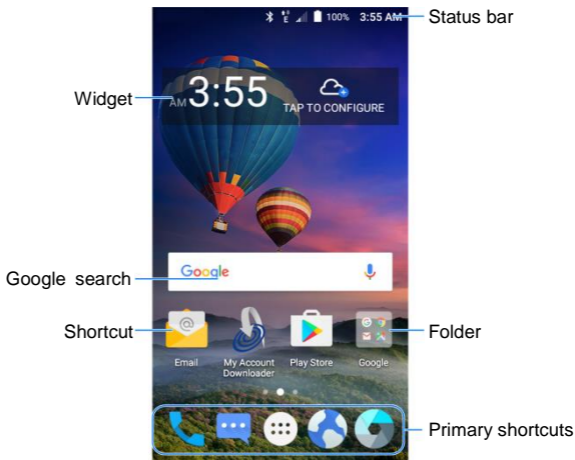 E 100% 3:55 AM
Status bar
Widget
AM 3:55
TAP TO CONFIGURE
Google search
Google
Shortcut
@
Folder
Email
My Account
Downloader
Play Store
Google
Primary shortcuts